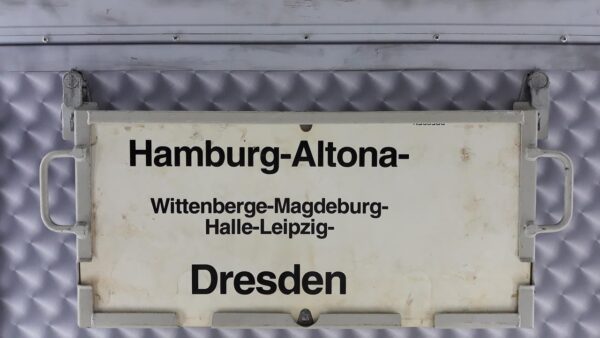 Hamburg-Altona-
Wittenberge-Magdeburg-
Halle-Leipzig-
Dresden